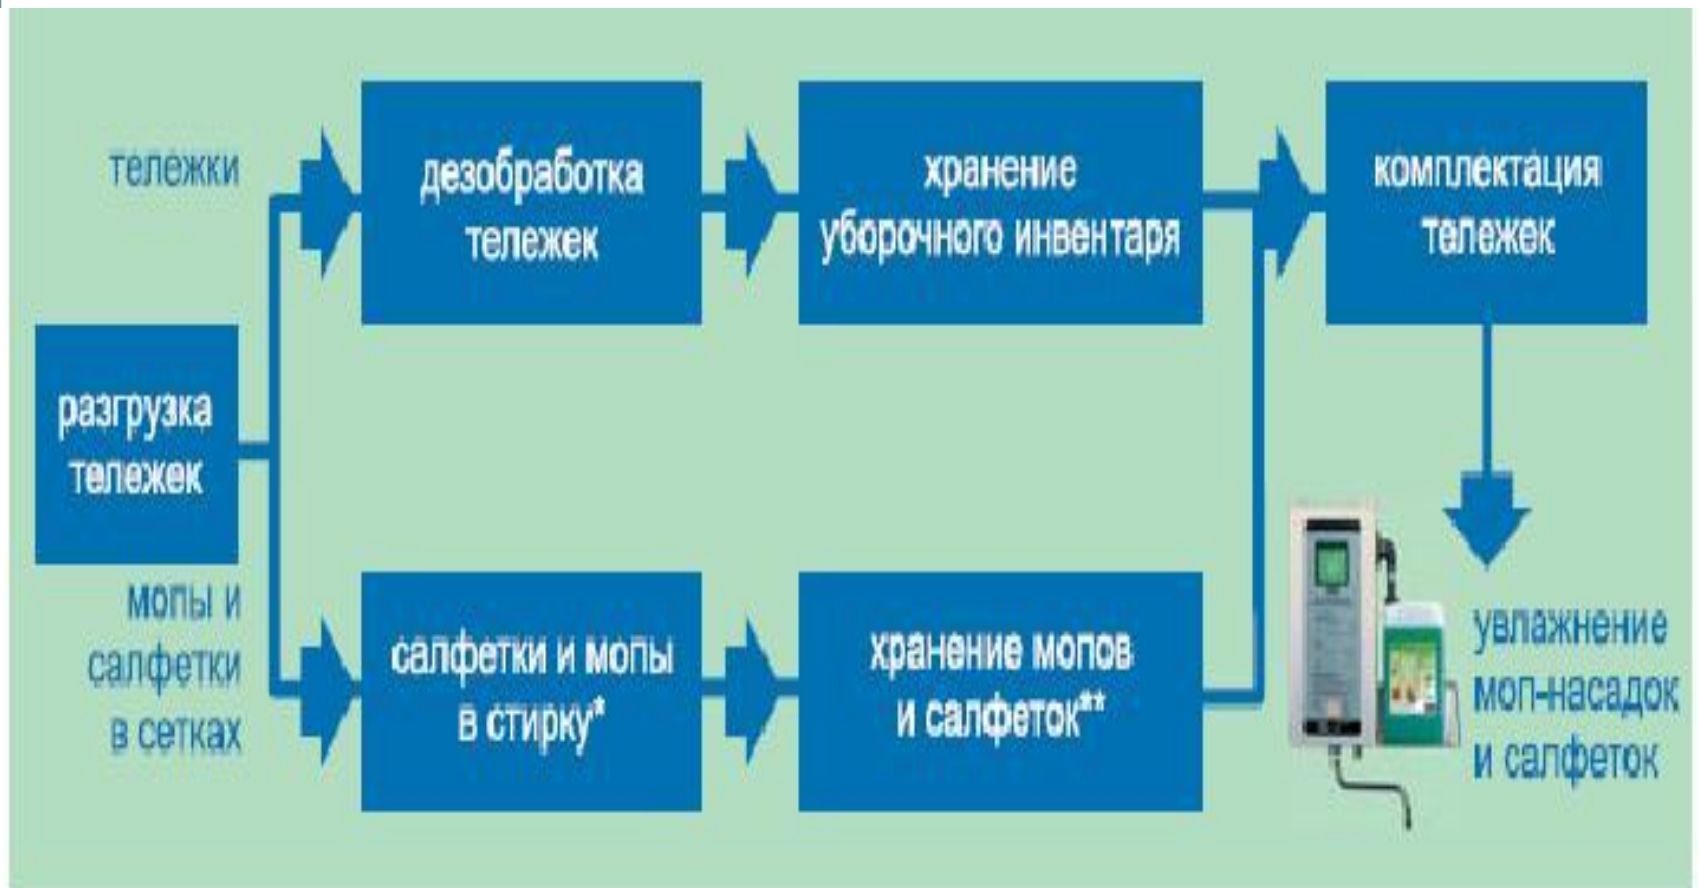 тележки
дезобработка
тележек
хранение
уборочного инвентаря
комплектация
тележек
разгрузка
тележек
мопы и
салфетки
в сетках
салфетки и мопы
в стирку*
хранение мопов
и салфеток**
увлажнение
моп-насадок
и салфеток